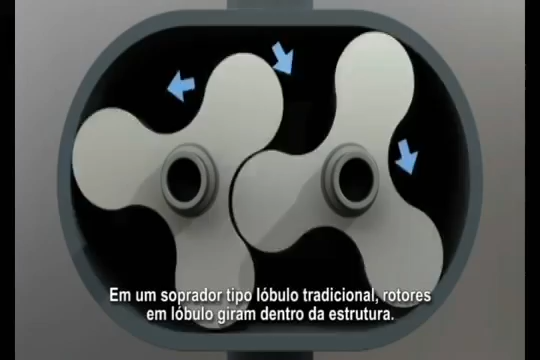 Em um soprador tipo lóbulo tradicional, rotores
em lóbulo giram dentro da estrutura.